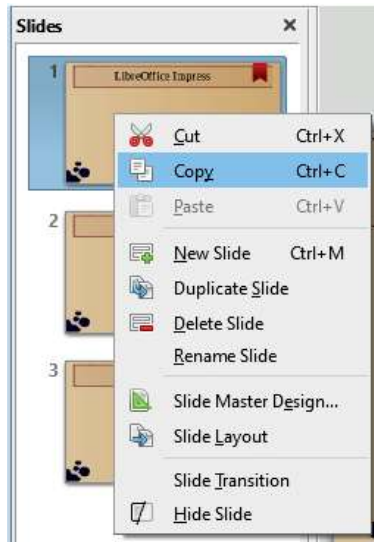 Slides
1
LibreOffice Impress
Cut Ctrl+X
Copy Ctrl+C
Paste Ctrl+V
2
New Slide Ctrl+M
Duplicate Slide
Delete Slide
Rename Slide
3
Slide Master Design...
Slide Layout
Slide Transition
Hide Slide